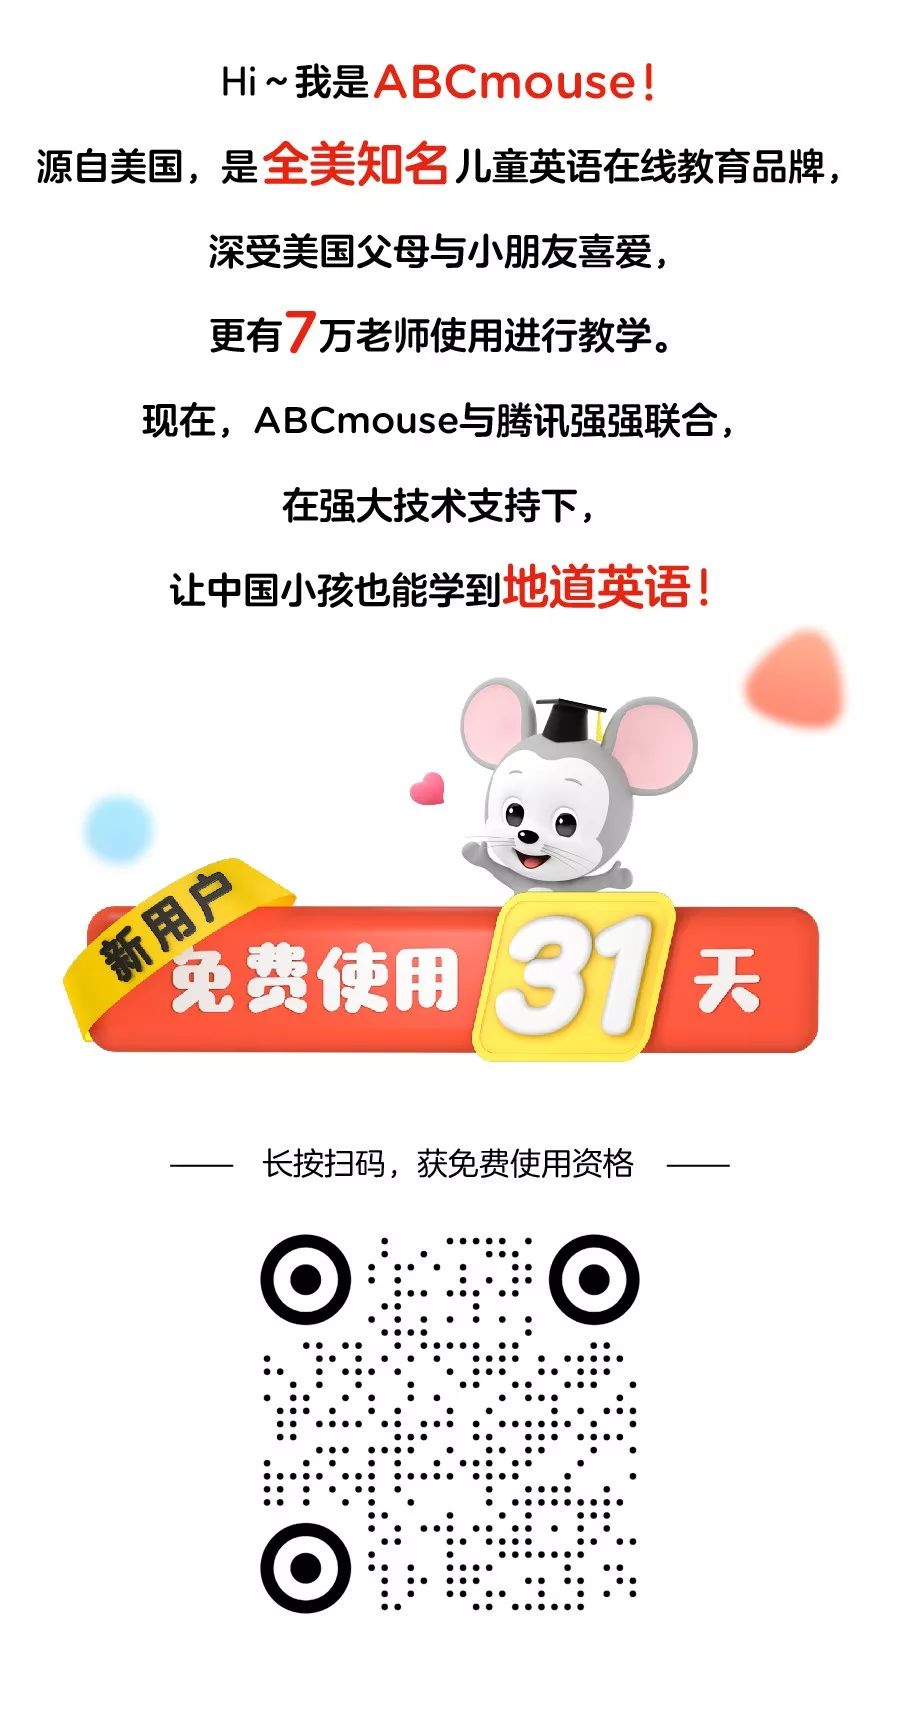 Hi～我是ABCmouse！
源自美国，是全美知名儿童英语在线教育品牌，
深受美国父母与小朋友喜爱，
更有7万老师使用进行教学。
现在，ABCmouse与腾讯强强联合，
在强大技术支持下，
让中国小孩也能学到地道英语！
新用户
免费使用31天
长按扫码，获免费使用资格